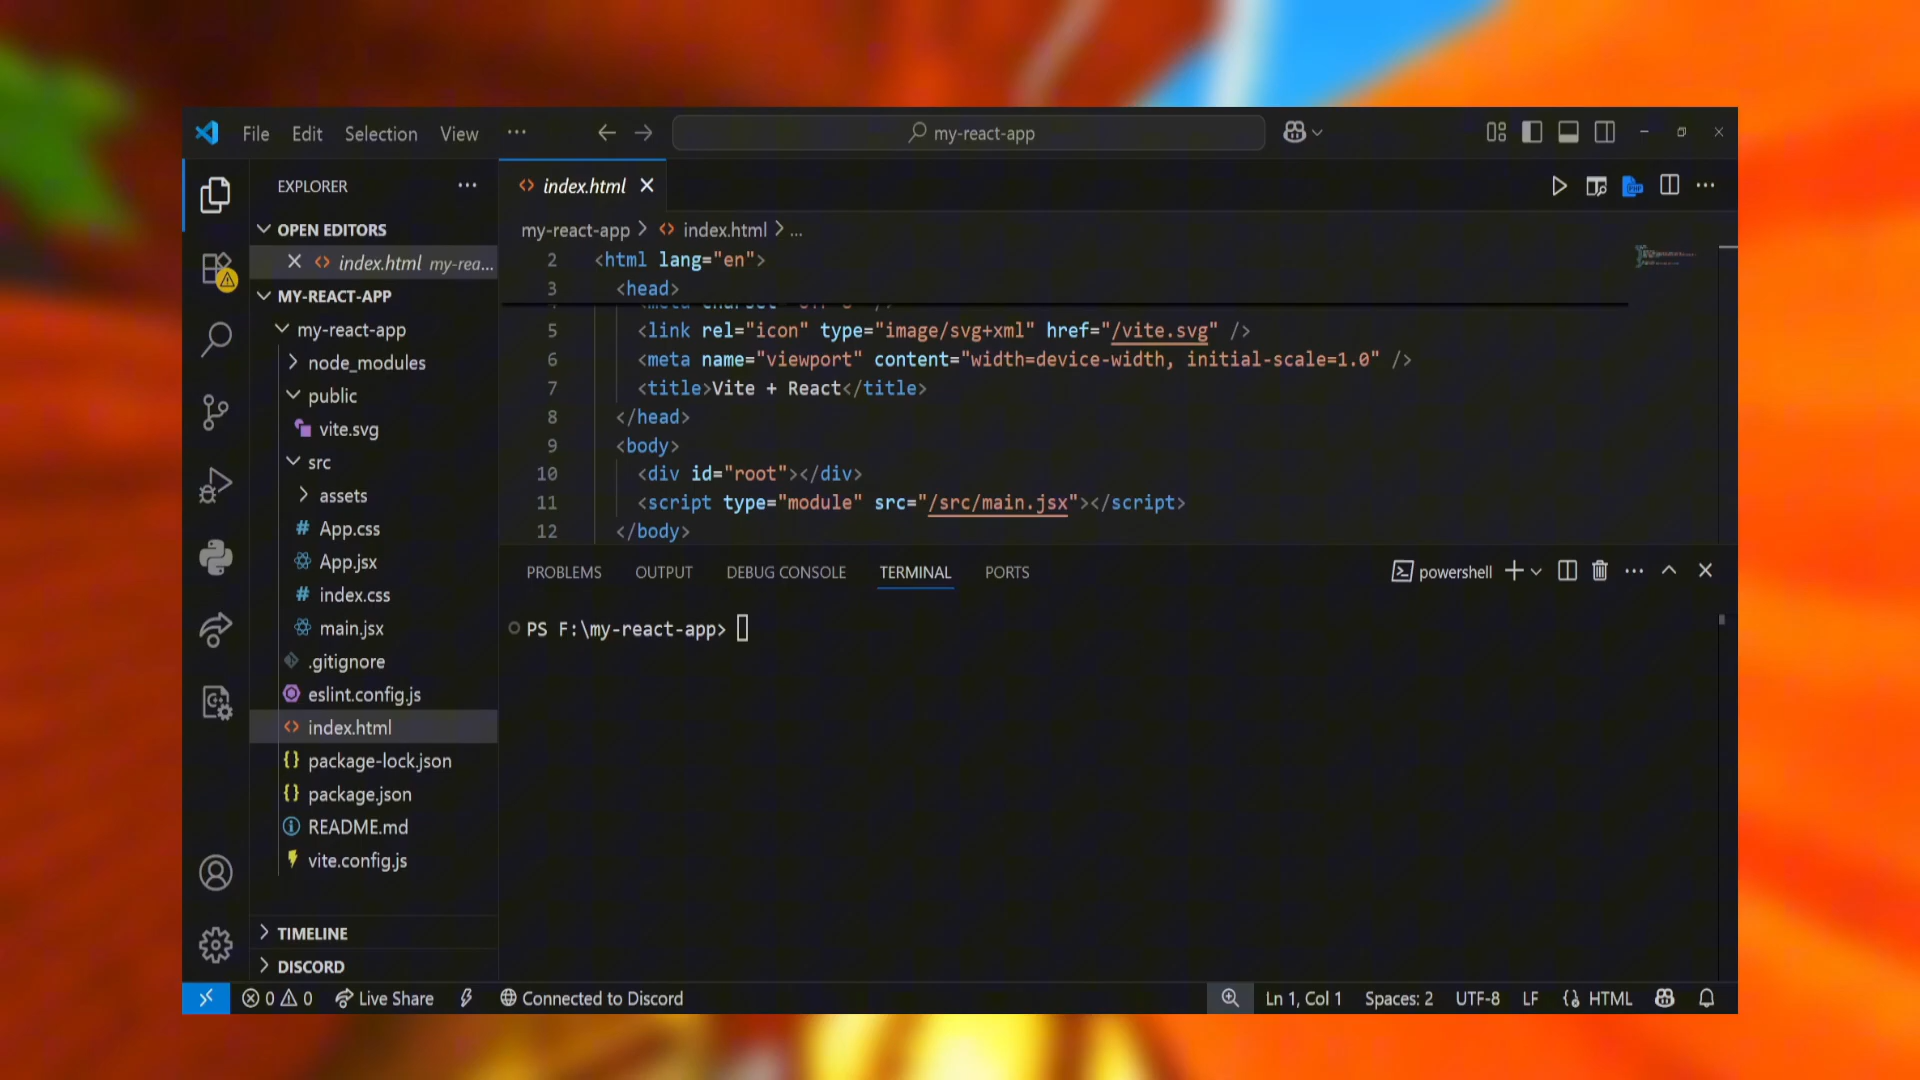 File Edit Selection View ··· my-react-app
EXPLORER ···
OPEN EDITORS
index.html my-rea...
MY-REACT-APP
my-react-app
node_modules
public
vite.svg
src
assets
App.css
App.jsx
index.css
main.jsx
.gitignore
eslint.config.js
index.html
package-lock.json
package.json
README.md
vite.config.js
TIMELINE
DISCORD
index.html
my-react-app > index.html > ...
2 <html lang="en">
3 <head>
5 <link rel="icon" type="image/svg+xml" href="/vite.svg" />
6 <meta name="viewport" content="width=device-width, initial-scale=1.0" />
7 <title>Vite + React</title>
8 </head>
9 <body>
10 <div id="root"></div>
11 <script type="module" src="/src/main.jsx"></script>
12 </body>
PROBLEMS OUTPUT DEBUG CONSOLE TERMINAL PORTS powershell
PS F:\my-react-app>
0 0 Live Share Connected to Discord Ln 1, Col 1 Spaces: 2 UTF-8 LF HTML